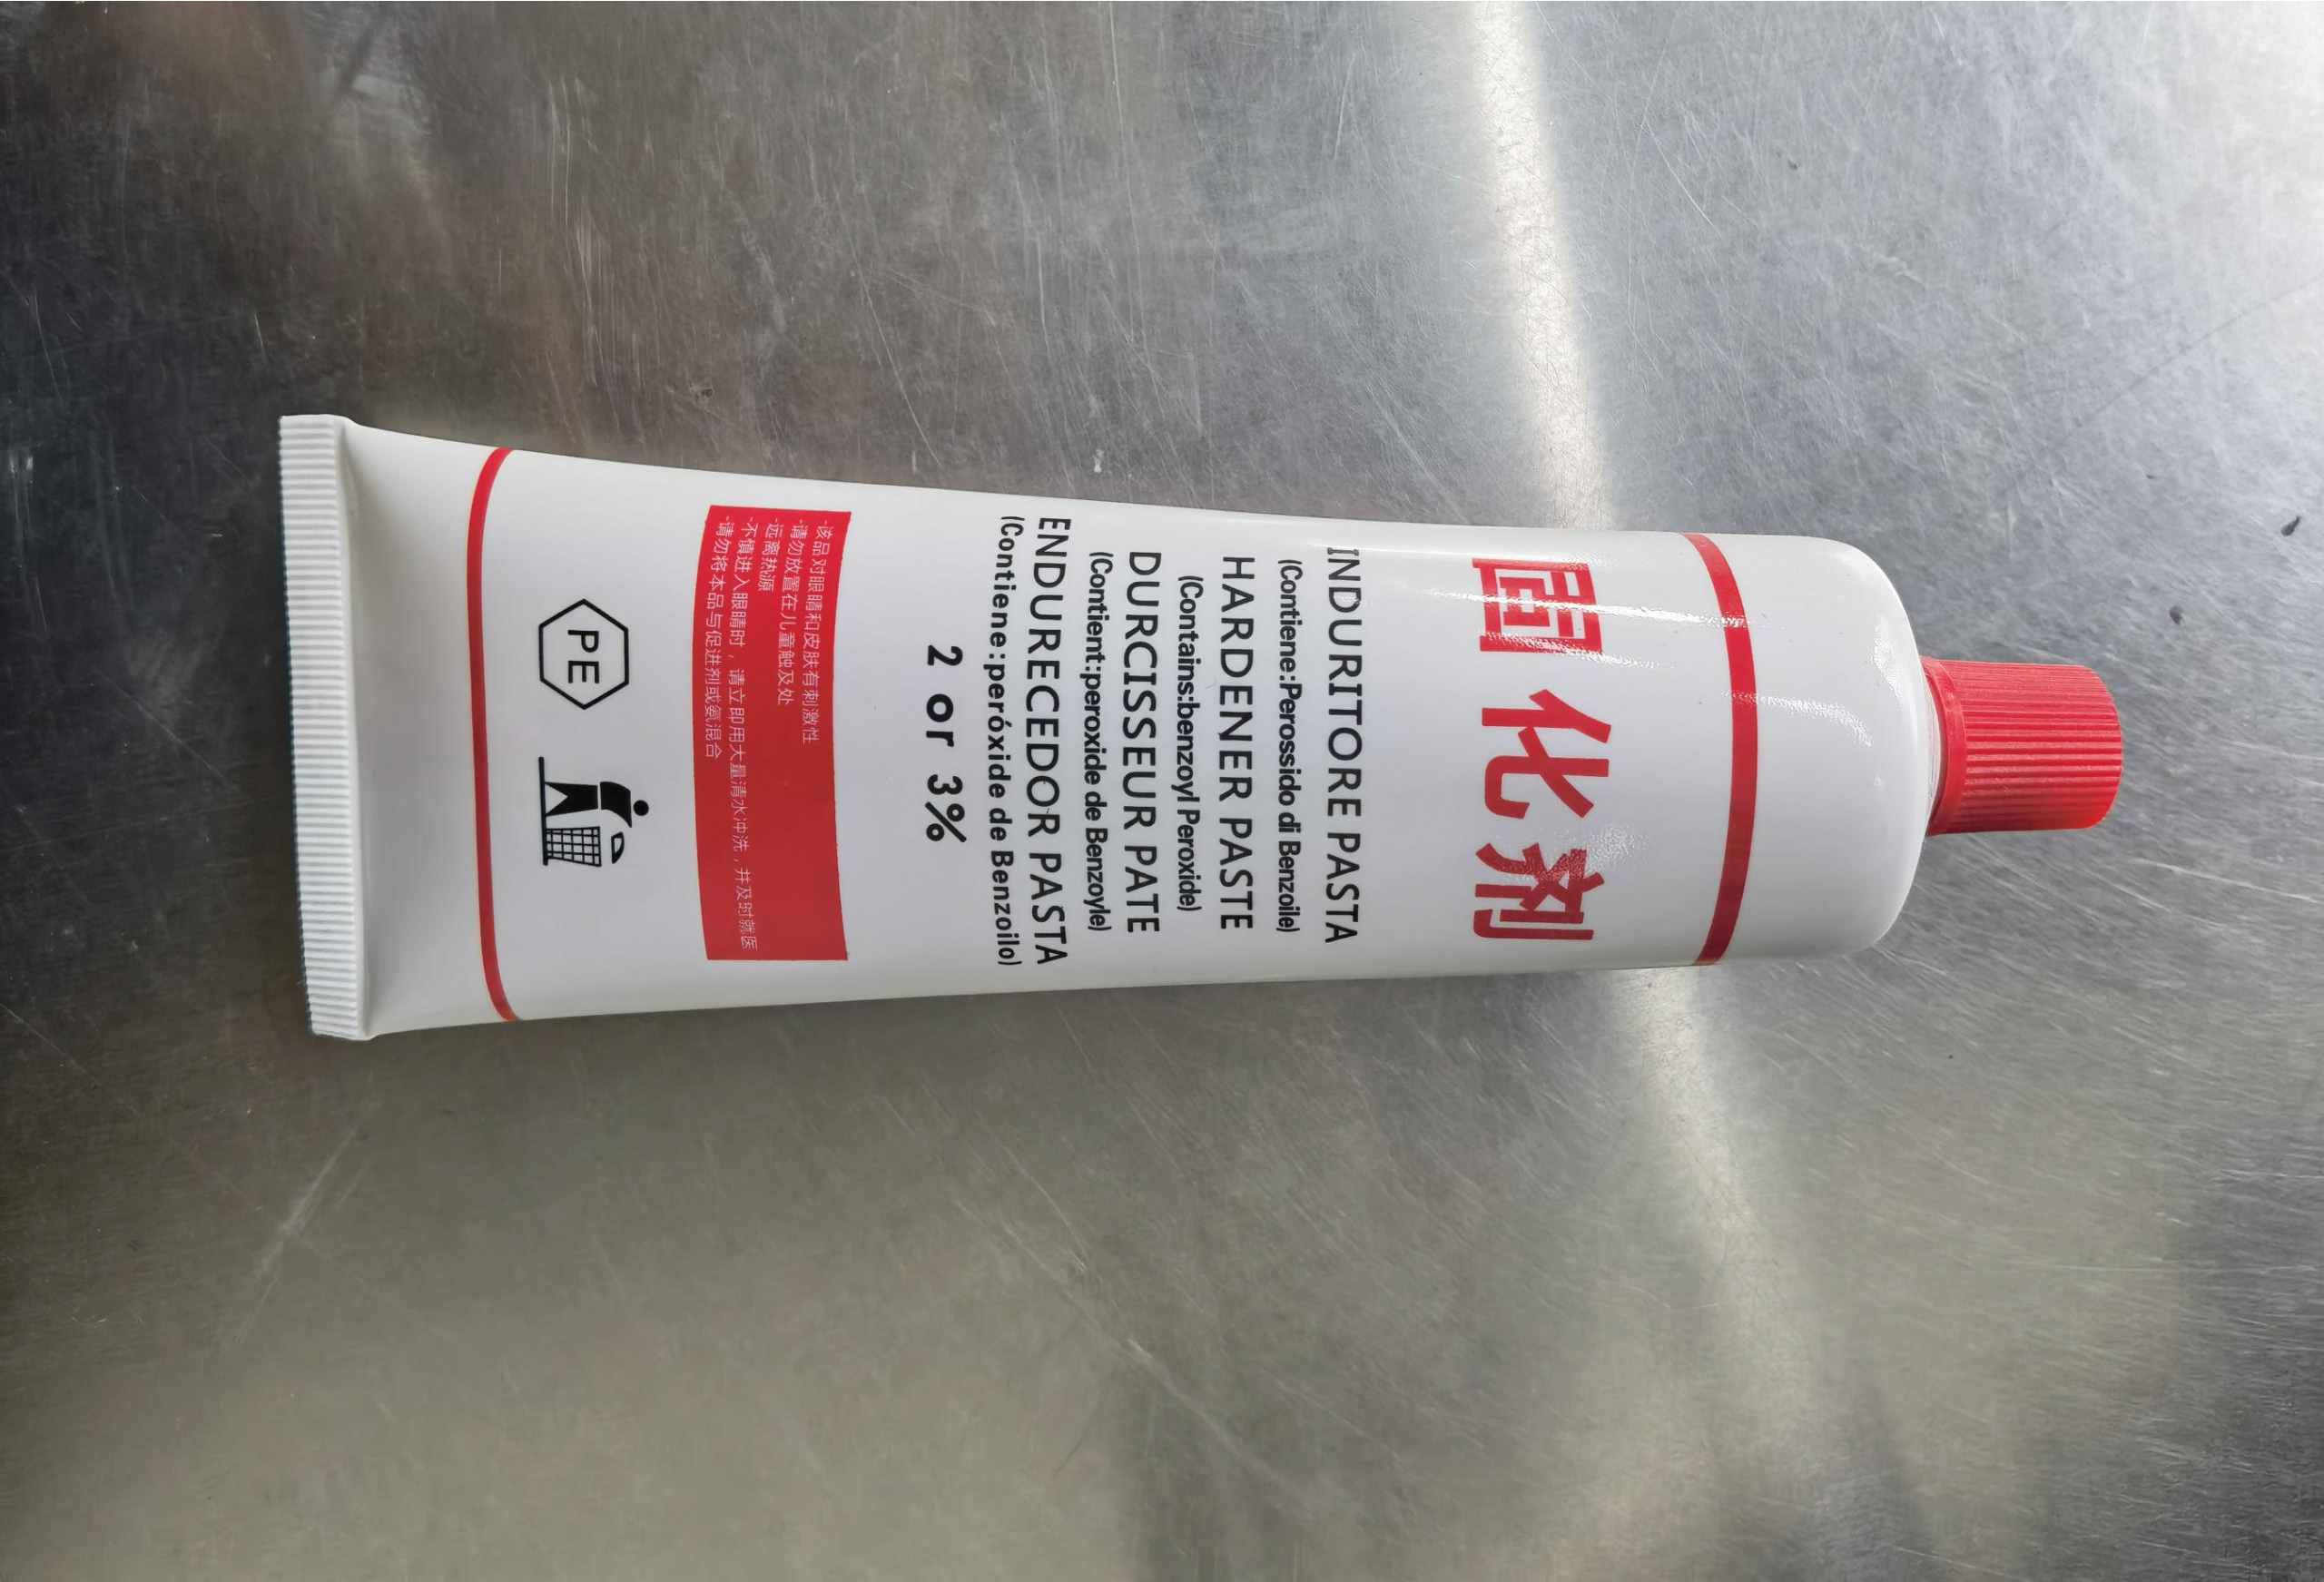 固化剂
INDURITORE PASTA
(Contiene:Perossido di Benzoile)
HARDENER PASTE
(Contains:benzoyl Peroxide)
DURCISSEUR PATE
(Contient:peroxide de Benzoyle)
ENDURECEDOR PASTA
(Contiene:peróxide de Benzoilo)
2 or 3%
·该品对眼睛和皮肤有刺激性
·请勿放置在儿童触及处
·远离热源
·不慎进入眼睛时，请立即用大量清水冲洗，并及时就医
·请勿将本品与促进剂或氨混合
PE